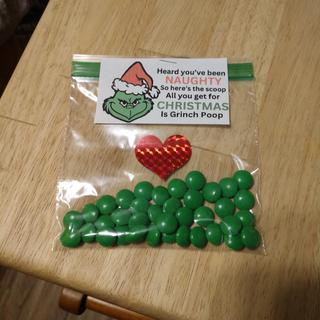 Heard you've been
NAUGHTY
So here's the scoop
All you get for
CHRISTMAS
Is Grinch Poop